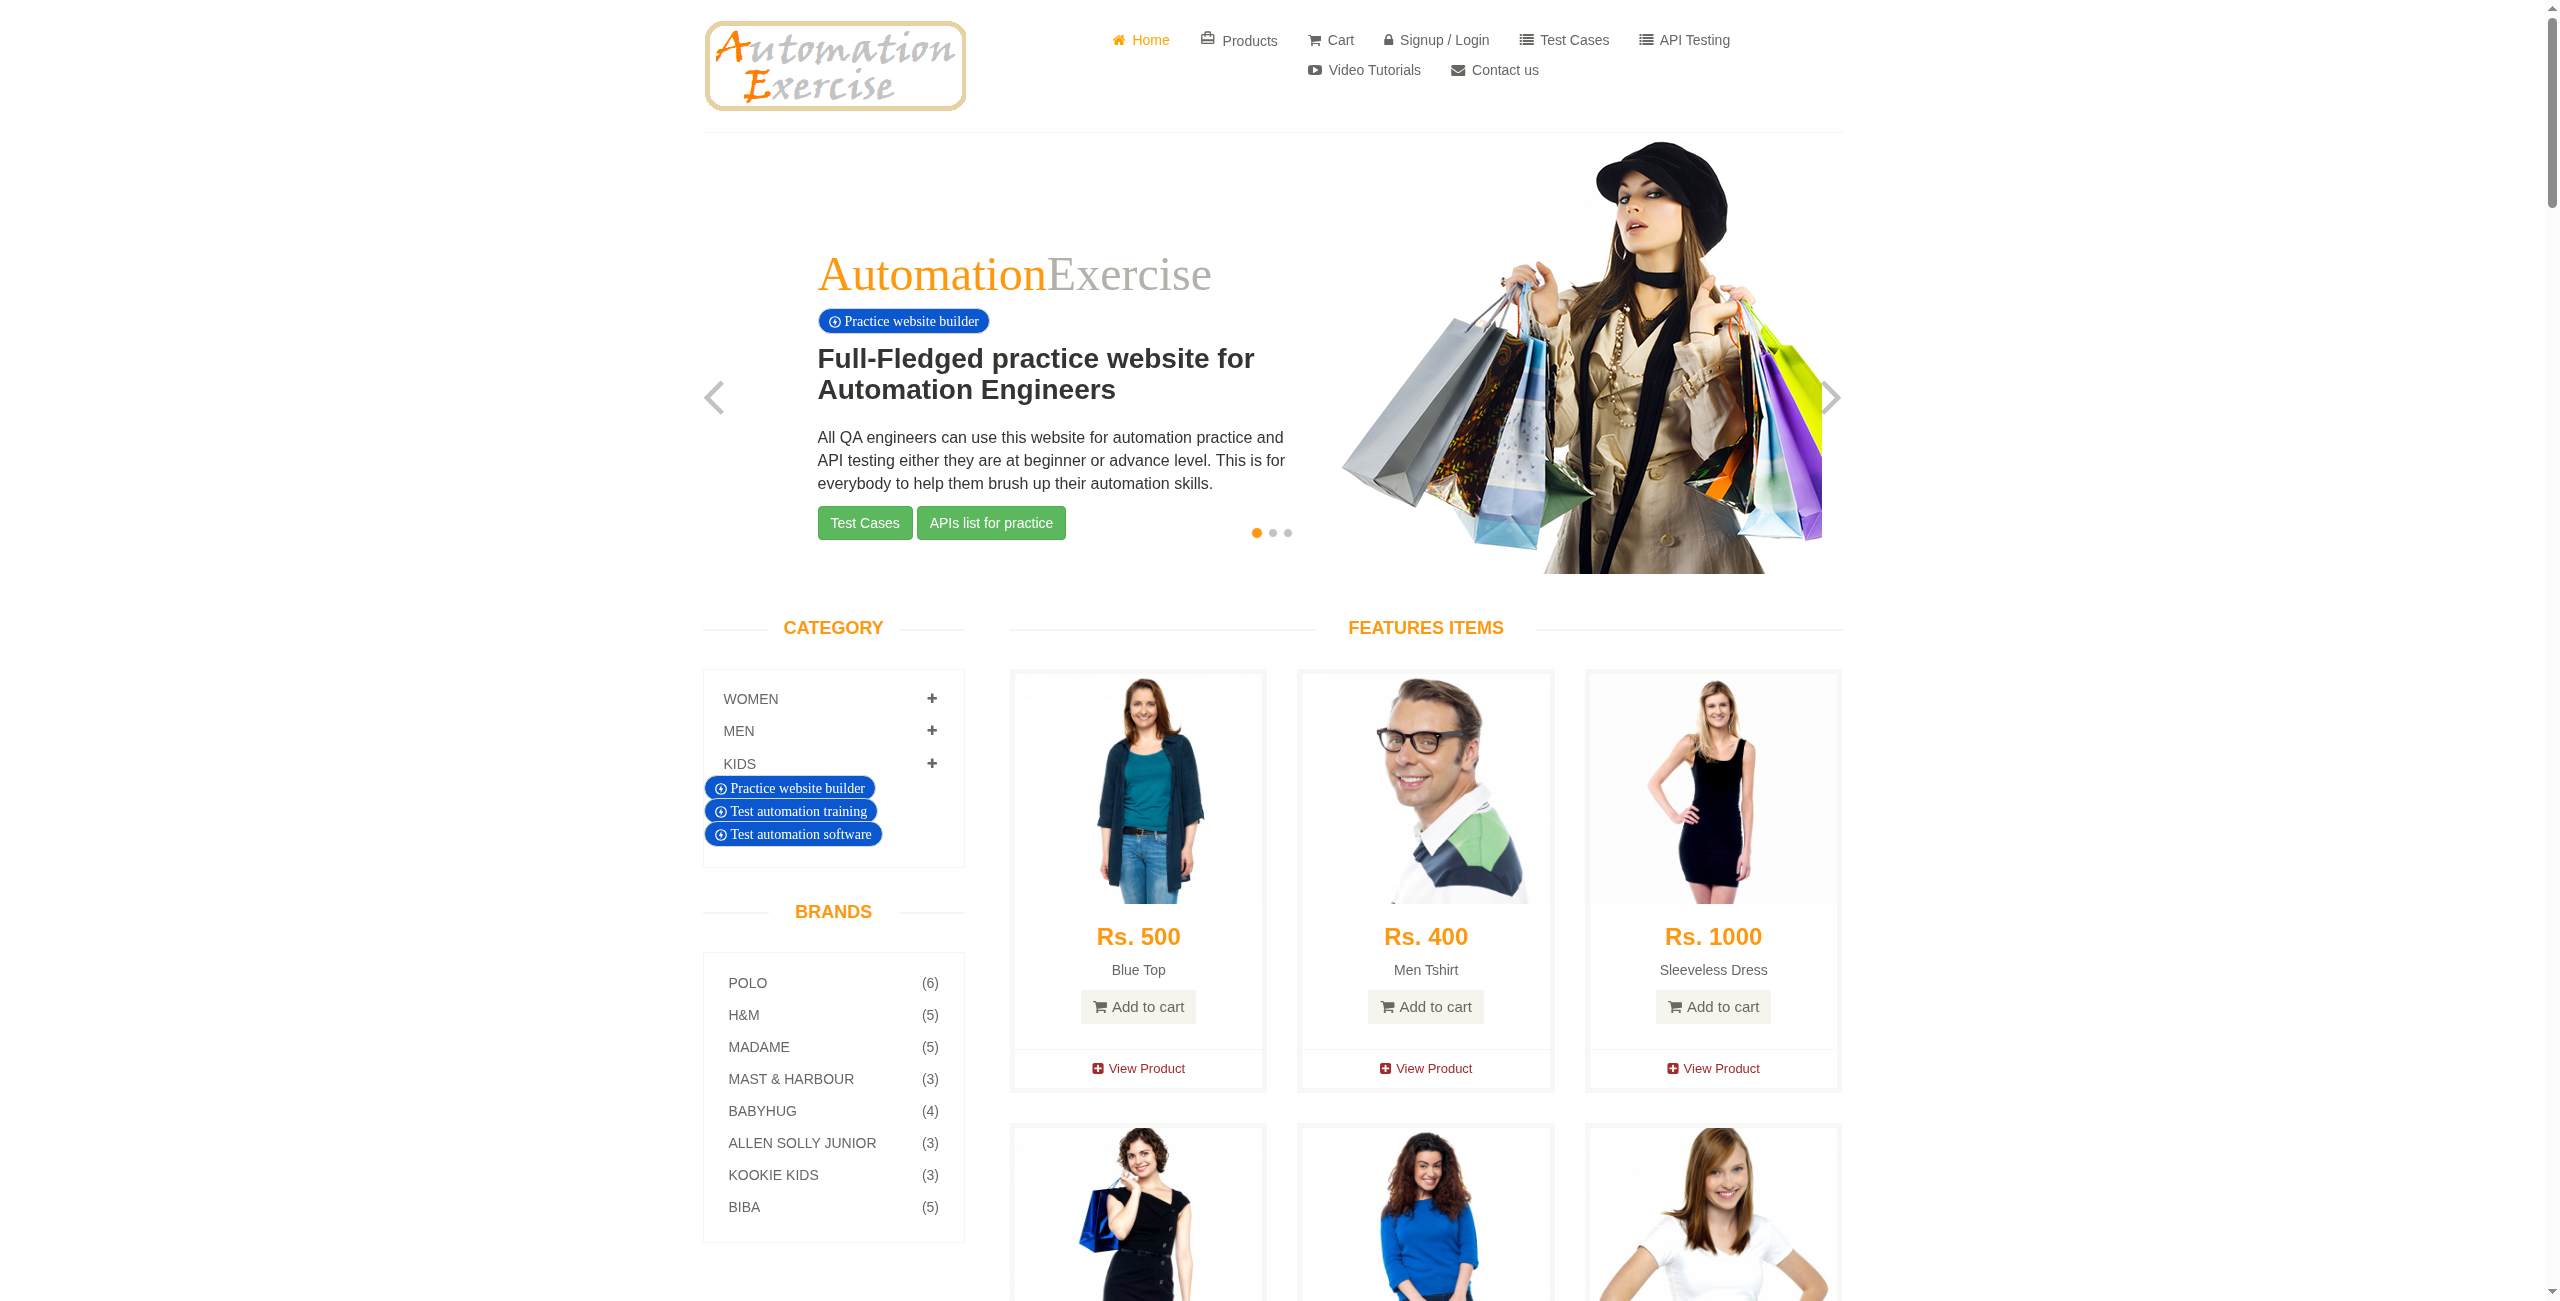 Automation
Exercise
Home Products Cart Signup / Login Test Cases API Testing
Video Tutorials Contact us
AutomationExercise
Practice website builder
Full-Fledged practice website for
Automation Engineers
All QA engineers can use this website for automation practice and
API testing either they are at beginner or advance level. This is for
everybody to help them brush up their automation skills.
Test Cases APIs list for practice
CATEGORY
WOMEN
MEN
KIDS
Practice website builder
Test automation training
Test automation software
BRANDS
POLO (6)
H&M (5)
MADAME (5)
MAST & HARBOUR (3)
BABYHUG (4)
ALLEN SOLLY JUNIOR (3)
KOOKIE KIDS (3)
BIBA (5)
FEATURES ITEMS
Rs. 500
Blue Top
Add to cart
View Product
Rs. 400
Men Tshirt
Add to cart
View Product
Rs. 1000
Sleeveless Dress
Add to cart
View Product